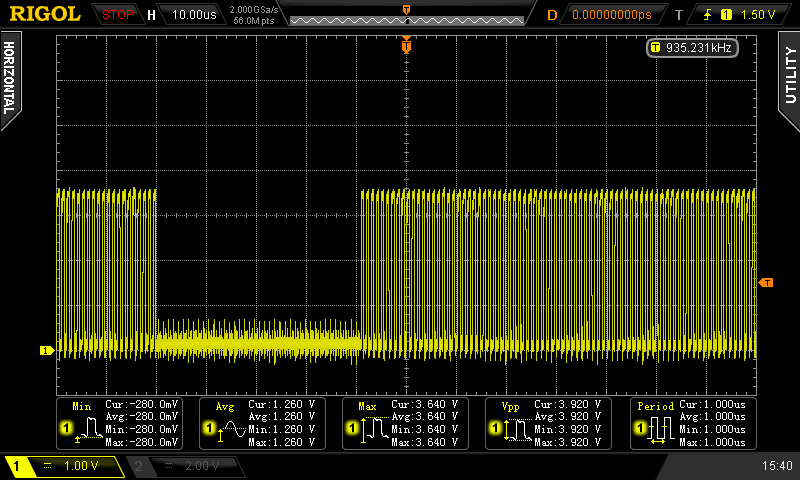 RIGOL STOP H 10.00us 2.000GSa/s 56.0M pts T D 0.00000000ps T 1 1.50 V
HORIZONTAL
T
T 935.231kHz
UTILITY
T
1
Min Cur:-280.0mV Avg:-280.0mV Min:-280.0mV Max:-280.0mV 1
Avg Cur:1.260 V Avg:1.260 V Min:1.260 V Max:1.260 V 1
Max Cur:3.640 V Avg:3.640 V Min:3.640 V Max:3.640 V 1
Vpp Cur:3.920 V Avg:3.920 V Min:3.920 V Max:3.920 V 1
Period Cur:1.000us Avg:1.000us Min:1.000us Max:1.000us 1
1 1.00 V 2 2.00 V 15:40